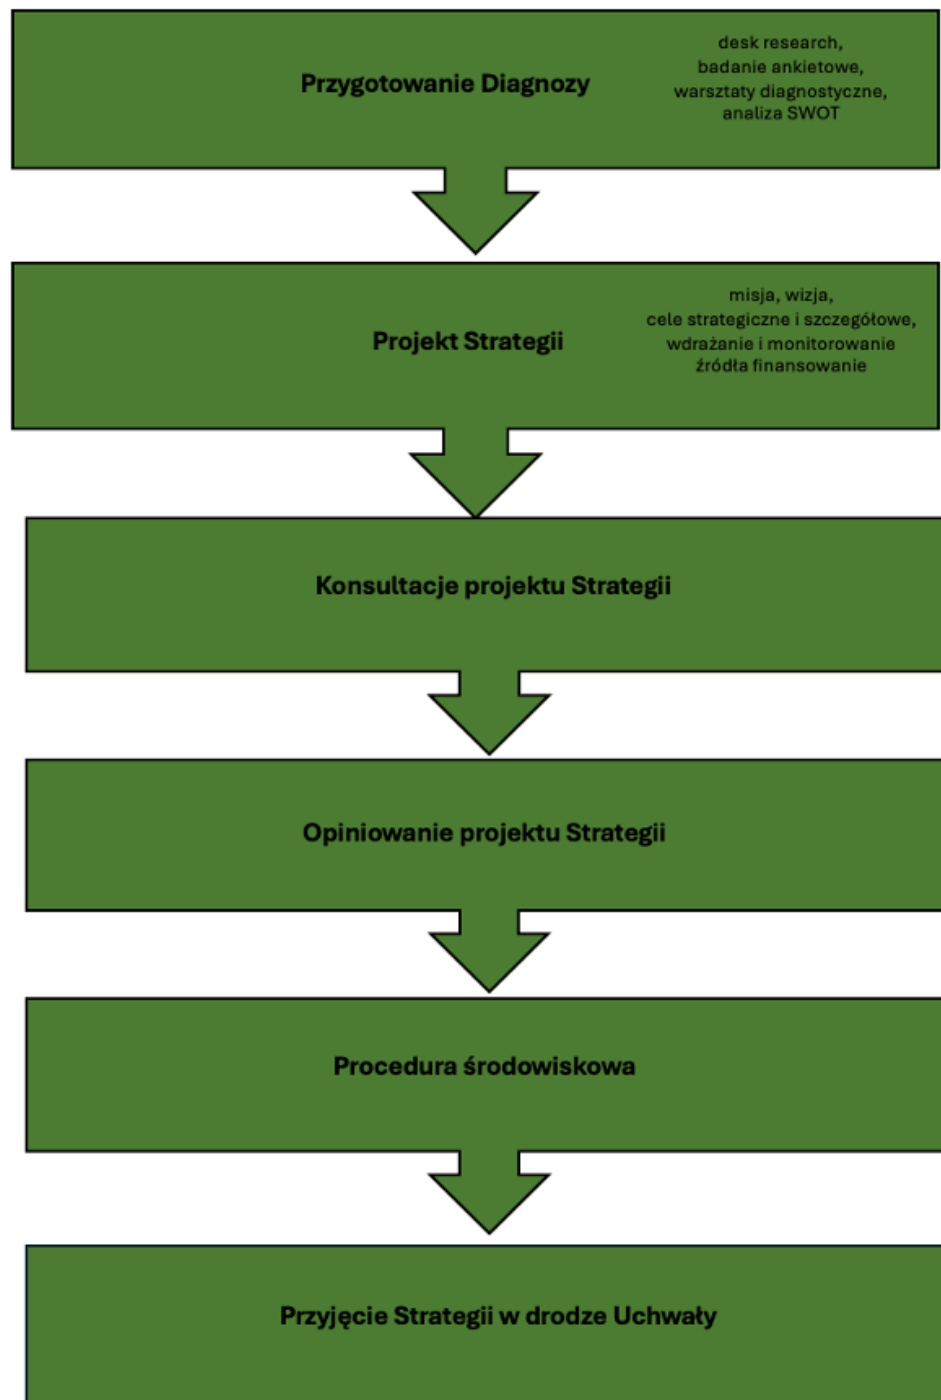 Przygotowanie Diagnozy
desk research,
badanie ankietowe,
warsztaty diagnostyczne,
analiza SWOT
Projekt Strategii
misja, wizja,
cele strategiczne i szczegółowe,
wdrażanie i monitorowanie
źródła finansowanie
Konsultacje projektu Strategii
Opiniowanie projektu Strategii
Procedura środowiskowa
Przyjęcie Strategii w drodze Uchwały